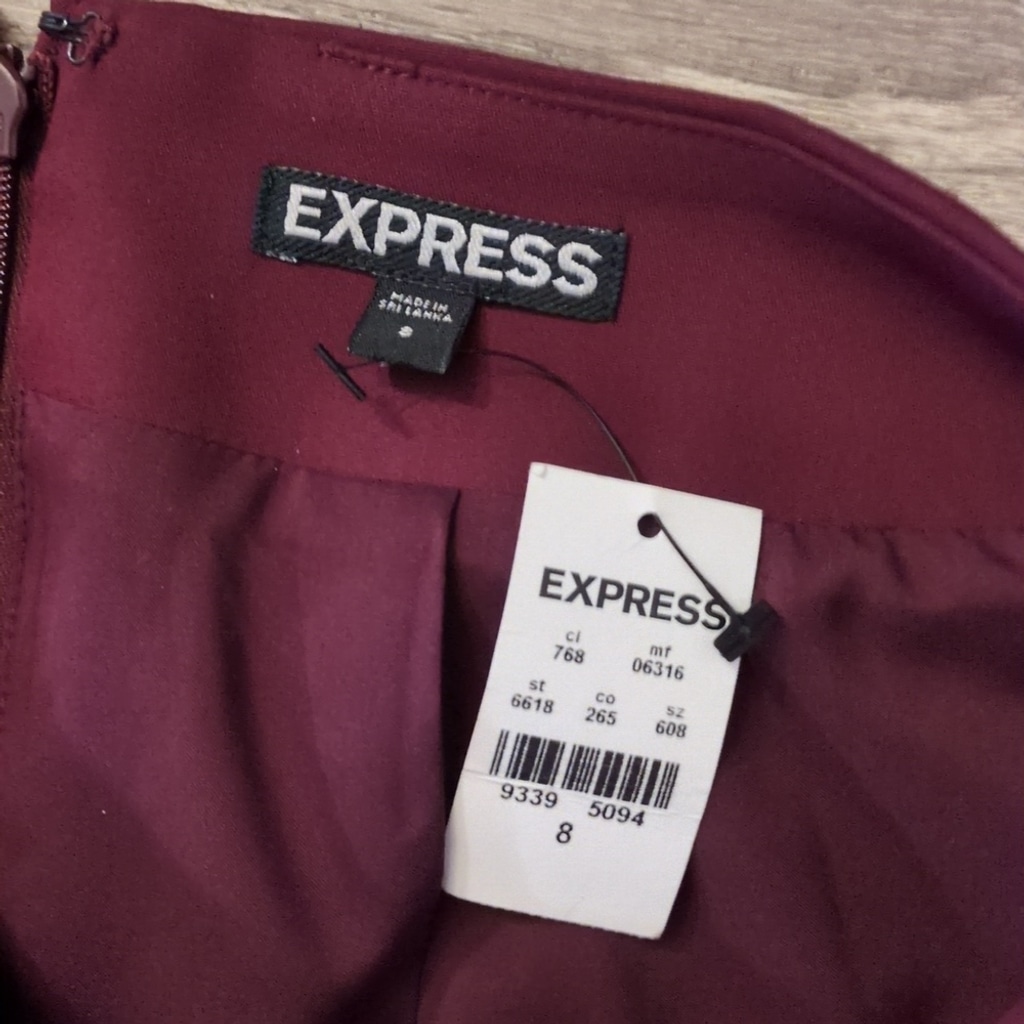 EXPRESS
MADE IN
SRI LANKA
8
EXPRESS
cl mf
768 06316
st co sz
6618 265 608
9339 5094
8